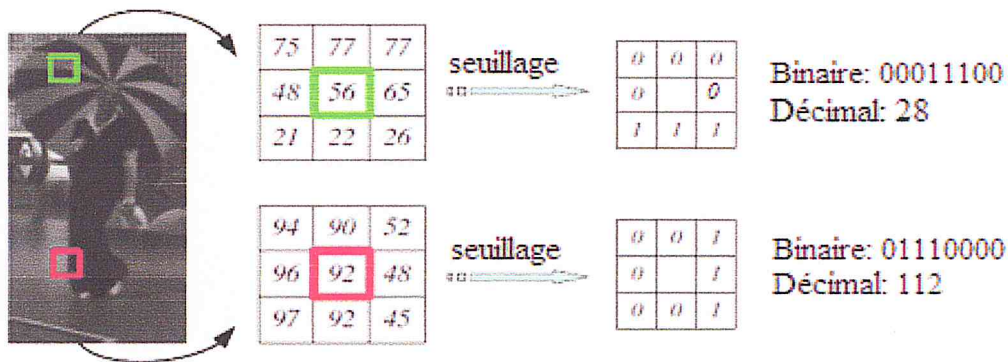 75 77 77
48 56 65
21 22 26
seuillage
0 0 0
0 0
1 1 1
Binaire: 00011100
Décimal: 28
94 90 52
96 92 48
97 92 45
seuillage
0 0 1
0 1
0 0 1
Binaire: 01110000
Décimal: 112